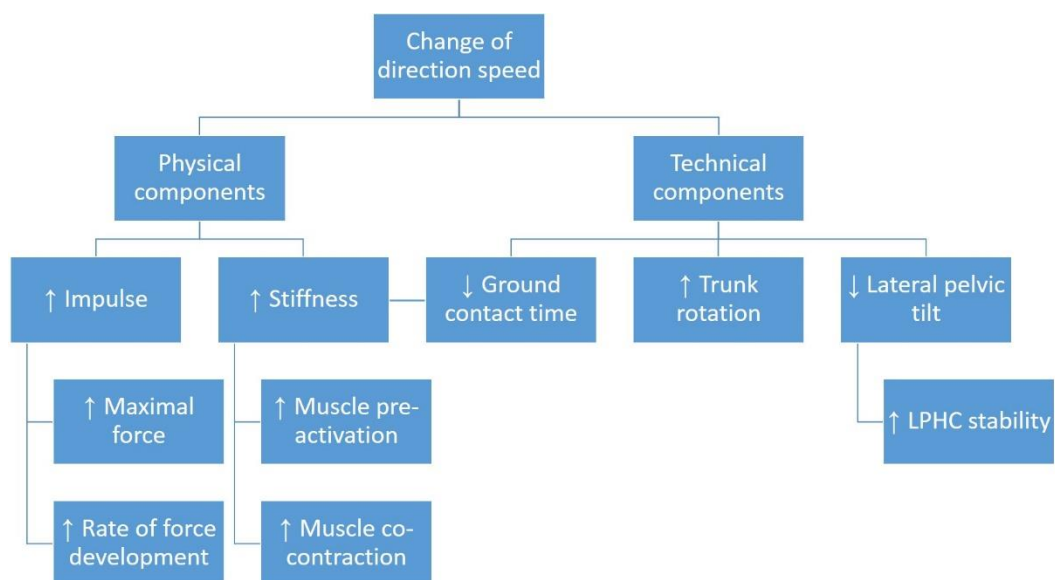 Change of
direction speed
Physical
components
Technical
components
↑ Impulse
↑ Stiffness
↓ Ground
contact time
↑ Trunk
rotation
↓ Lateral pelvic
tilt
↑ Maximal
force
↑ Muscle pre-
activation
↑ LPHC stability
↑ Rate of force
development
↑ Muscle co-
contraction